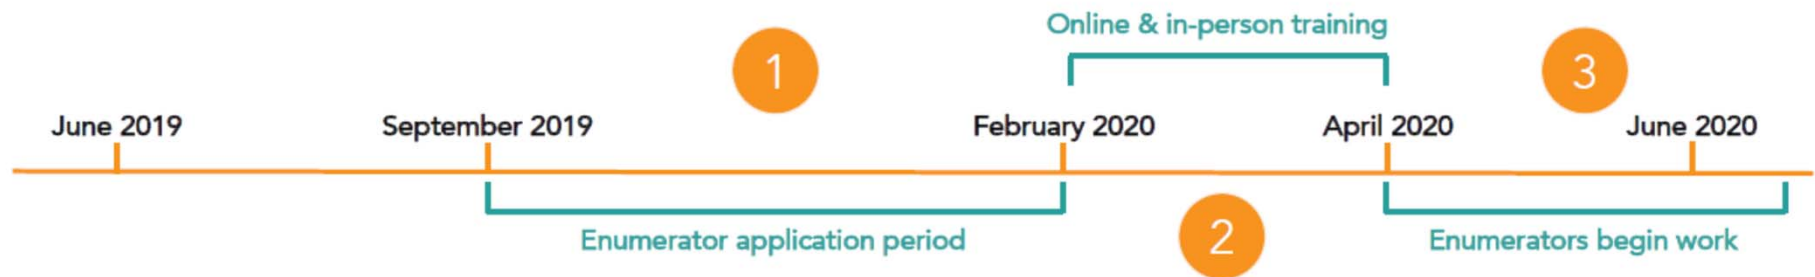 Online & in-person training
1
3
June 2019
September 2019
February 2020
April 2020
June 2020
Enumerator application period
2
Enumerators begin work